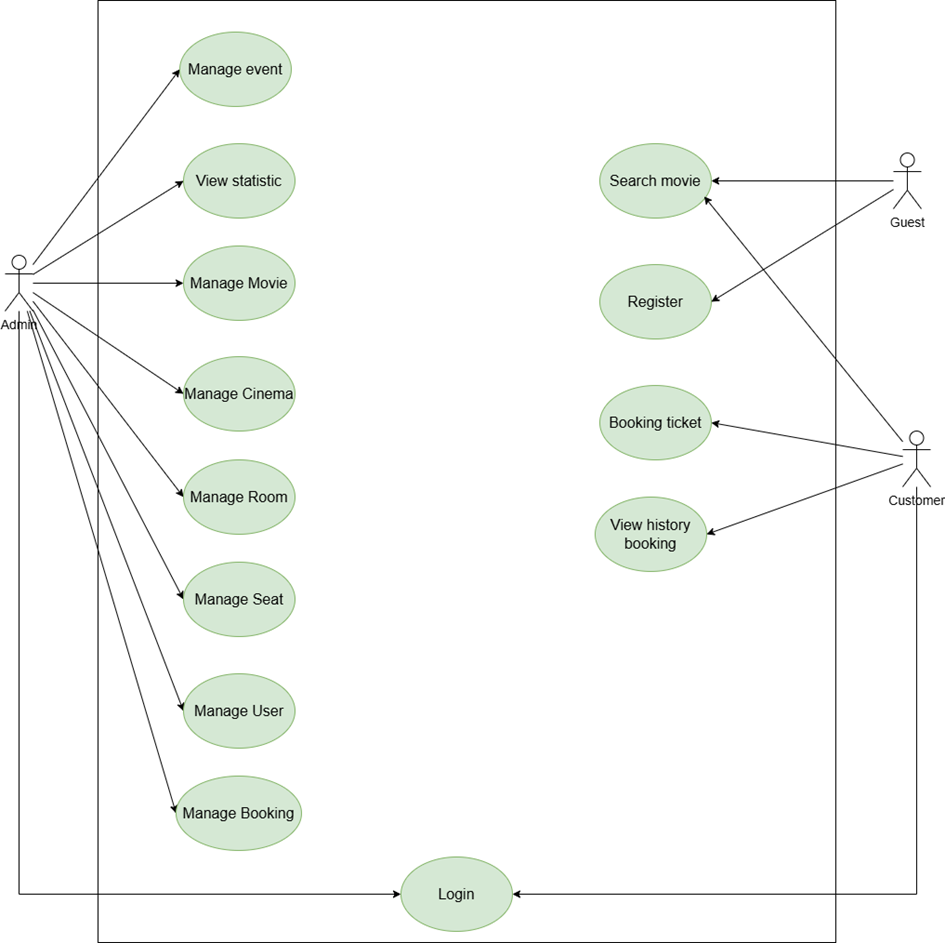 Manage event
View statistic
Search movie
Guest
Manage Movie
Register
Admin
Manage Cinema
Booking ticket
Manage Room
Customer
View history
booking
Manage Seat
Manage User
Manage Booking
Login